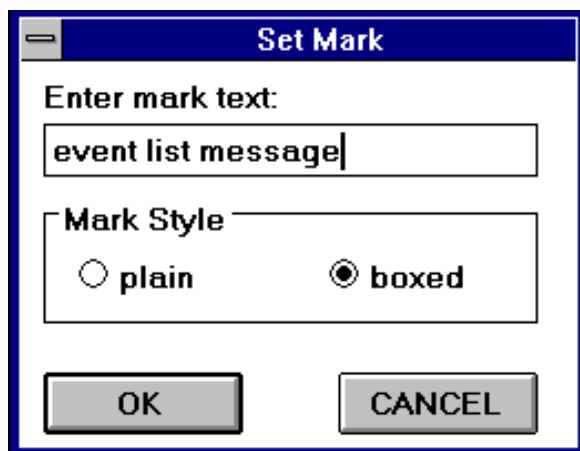 Set Mark
Enter mark text:
event list message
Mark Style
plain boxed
OK CANCEL